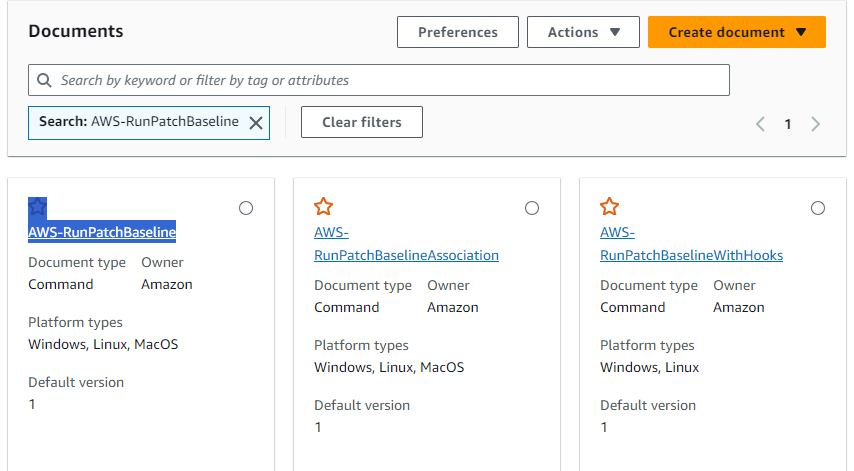 Documents
Preferences
Actions
Create document
Search by keyword or filter by tag or attributes
Search: AWS-RunPatchBaseline
Clear filters
1
AWS-RunPatchBaseline
Document type Owner
Command Amazon
Platform types
Windows, Linux, MacOS
Default version
1
AWS-
RunPatchBaselineAssociation
Document type Owner
Command Amazon
Platform types
Windows, Linux, MacOS
Default version
1
AWS-
RunPatchBaselineWithHooks
Document type Owner
Command Amazon
Platform types
Windows, Linux
Default version
1